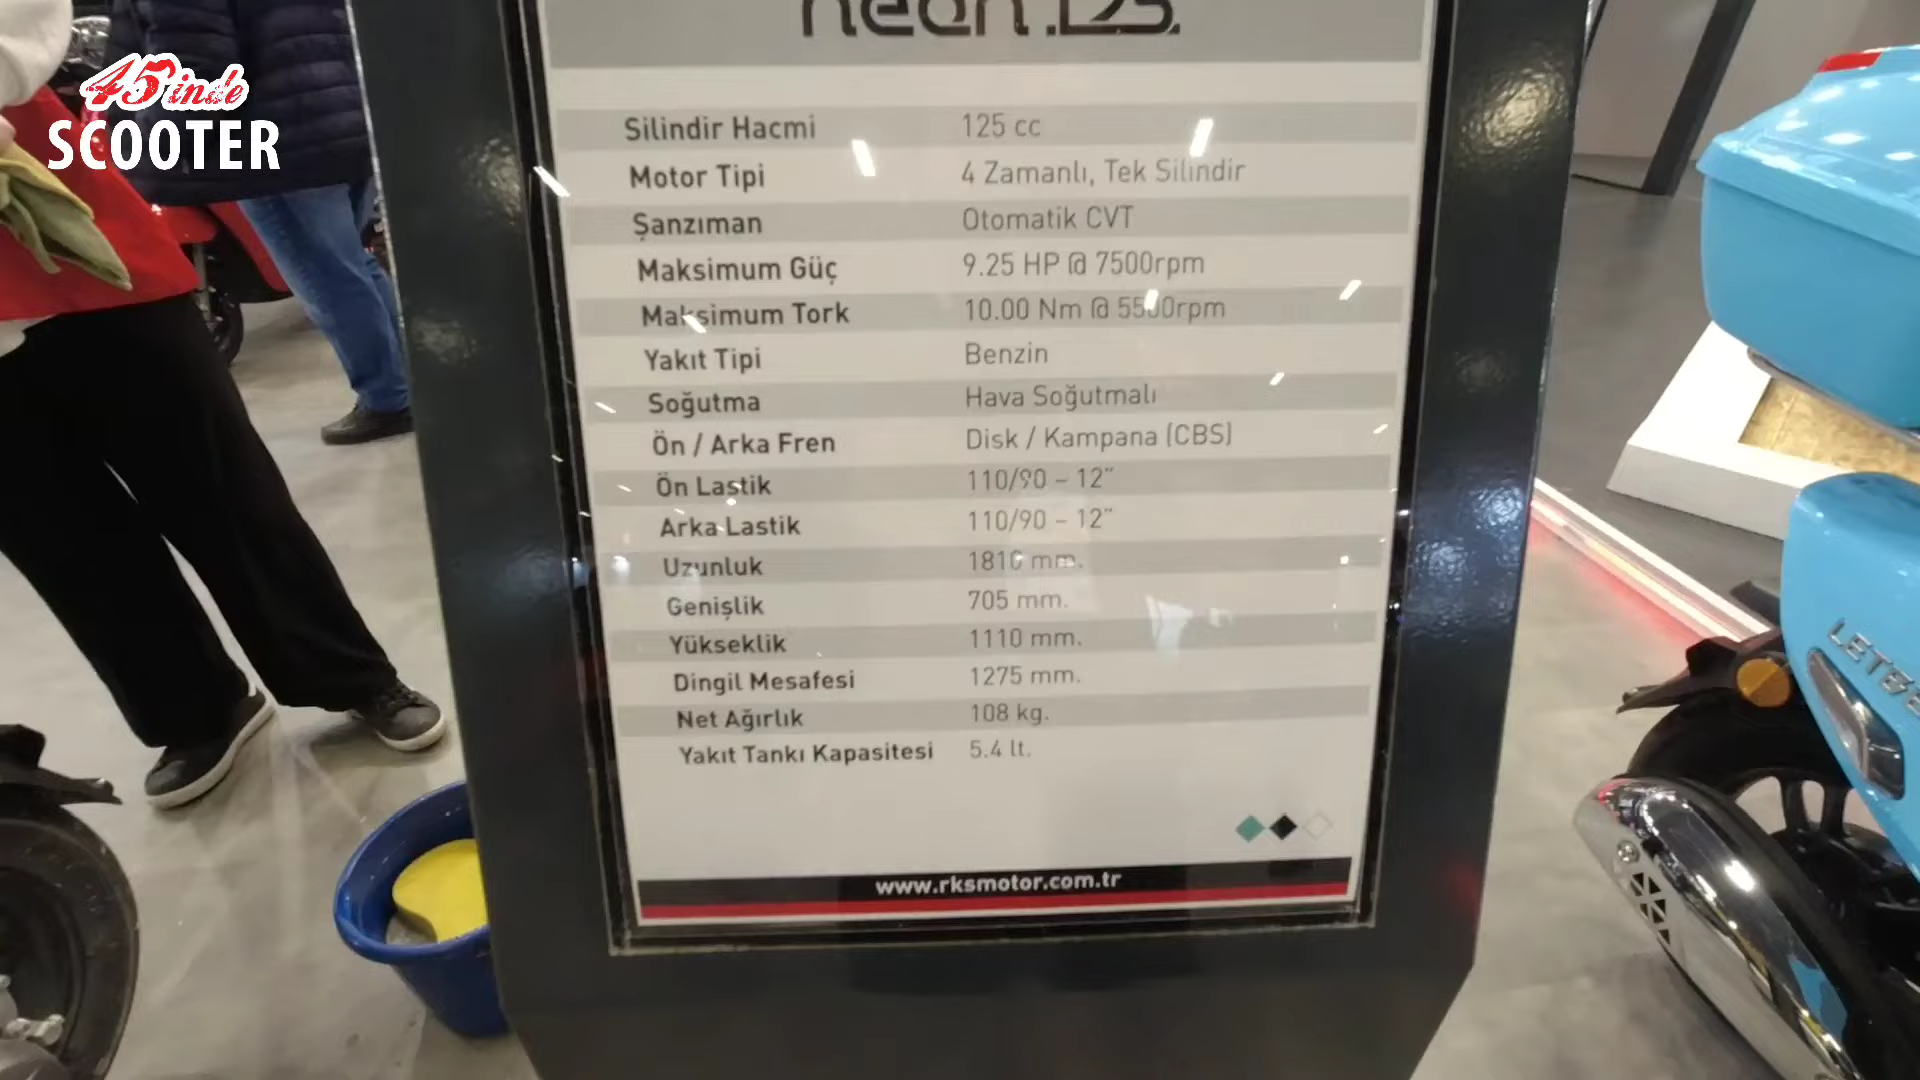 45'inde
SCOOTER
neon 125.
Silindir Hacmi 125 cc
Motor Tipi 4 Zamanlı, Tek Silindir
Şanzıman Otomatik CVT
Maksimum Güç 9.25 HP @ 7500rpm
Maksimum Tork 10.00 Nm @ 5500rpm
Yakıt Tipi Benzin
Soğutma Hava Soğutmalı
Ön / Arka Fren Disk / Kampana (CBS)
Ön Lastik 110/90 – 12"
Arka Lastik 110/90 – 12"
Uzunluk 1810 mm.
Genişlik 705 mm.
Yükseklik 1110 mm.
Dingil Mesafesi 1275 mm.
Net Ağırlık 108 kg.
Yakıt Tankı Kapasitesi 5.4 lt.
www.rksmotor.com.tr